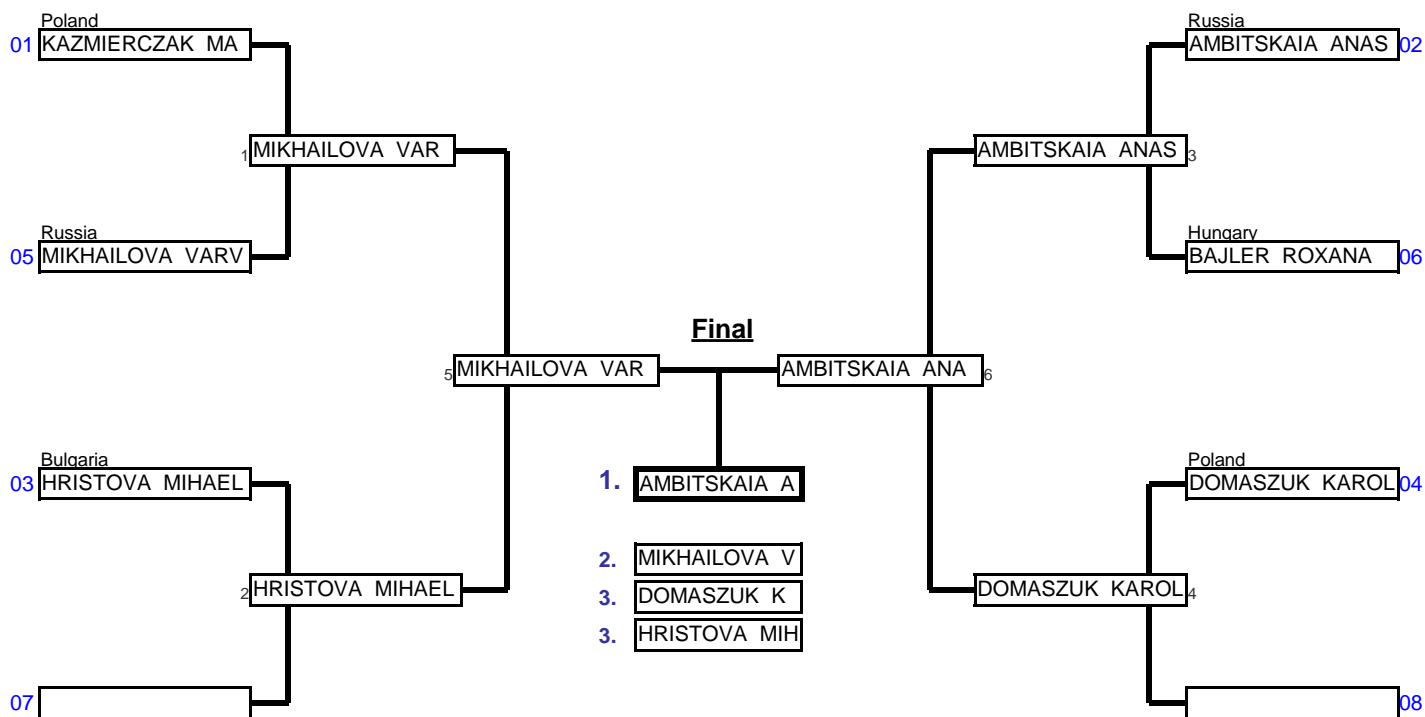 Poland
01 KAZMIERCZAK MA
Russia
AMBITSKAIA ANAS 02
1 MIKHAILOVA VAR
AMBITSKAIA ANAS 3
Russia
05 MIKHAILOVA VARV
Hungary
BAJLER ROXANA 06
Final
5 MIKHAILOVA VAR
AMBITSKAIA ANA 6
Bulgaria
03 HRISTOVA MIHAEL
1. AMBITSKAIA A
Poland
DOMASZUK KAROL 04
2. MIKHAILOVA V
2 HRISTOVA MIHAEL
3. DOMASZUK K
DOMASZUK KAROL 4
3. HRISTOVA MIH
07
08